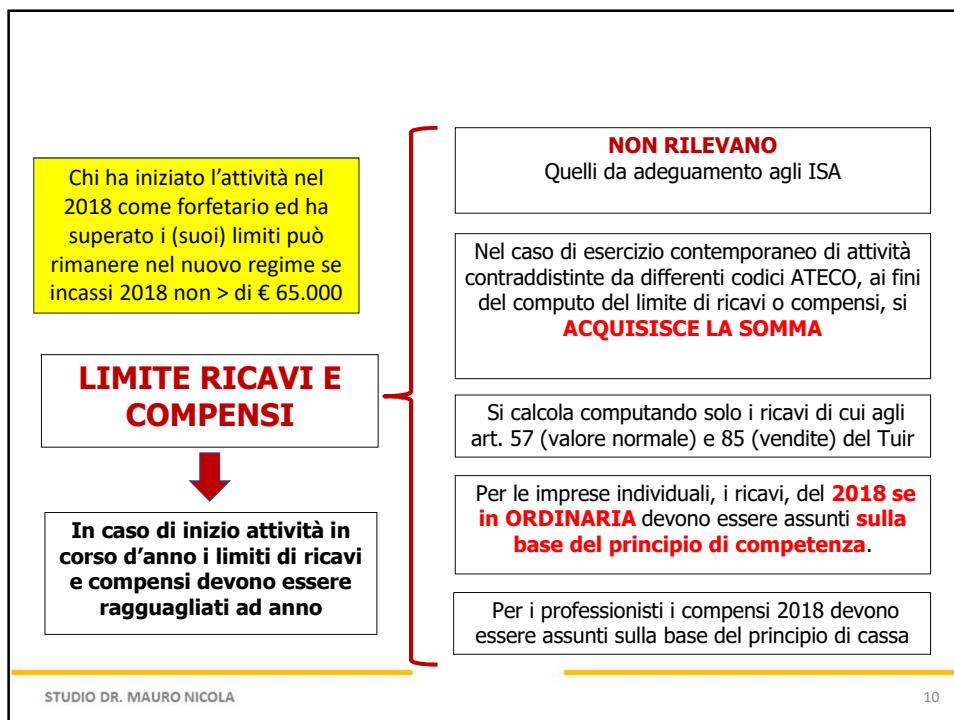 Chi ha iniziato l'attività nel
2018 come forfetario ed ha
superato i (suoi) limiti può
rimanere nel nuovo regime se
incassi 2018 non > di € 65.000
LIMITE RICAVI E
COMPENSI
In caso di inizio attività in
corso d'anno i limiti di ricavi
e compensi devono essere
ragguagliati ad anno
NON RILEVANO
Quelli da adeguamento agli ISA
Nel caso di esercizio contemporaneo di attività
contraddistinte da differenti codici ATECO, ai fini
del computo del limite di ricavi o compensi, si
ACQUISISCE LA SOMMA
Si calcola computando solo i ricavi di cui agli
art. 57 (valore normale) e 85 (vendite) del Tuir
Per le imprese individuali, i ricavi, del 2018 se
in ORDINARIA devono essere assunti sulla
base del principio di competenza.
Per i professionisti i compensi 2018 devono
essere assunti sulla base del principio di cassa
STUDIO DR. MAURO NICOLA
10